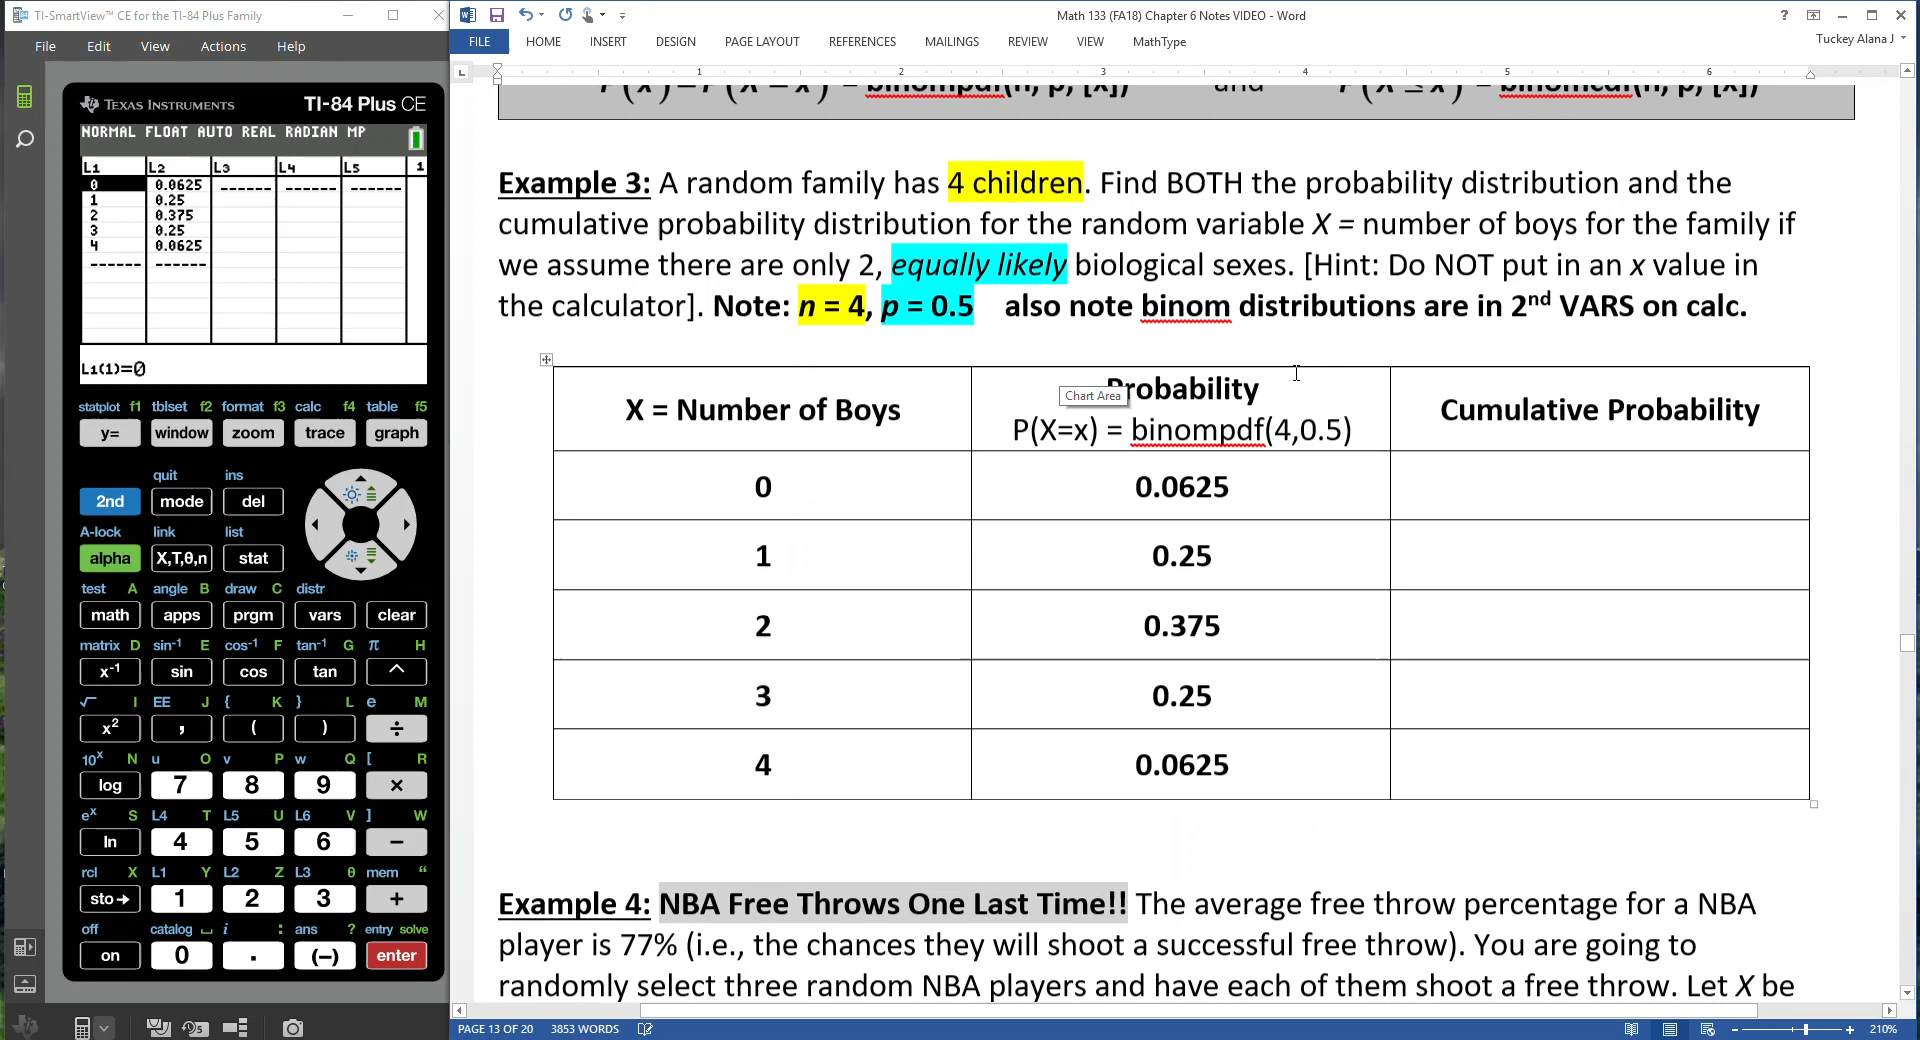 TI-SmartView™ CE for the TI-84 Plus Family
File Edit View Actions Help
TEXAS INSTRUMENTS TI-84 Plus CE
NORMAL FLOAT AUTO REAL RADIAN MP
L1 L2 L3 L4 L5 1
0 0.0625 ------ ------ ------
1 0.25
2 0.375
3 0.25
4 0.0625
------ ------
L1(1)=0
statplot f1 tblset f2 format f3 calc f4 table f5
y= window zoom trace graph
quit ins
2nd mode del
A-lock link list
alpha X,T,θ,n stat
test A angle B draw C distr
math apps prgm vars clear
matrix D sin-1 E cos-1 F tan-1 G π H
x-1 sin cos tan ^
√ I EE J { K } L e M
x2 , ( ) ÷
10x N u O v P w Q [ R
log 7 8 9 ×
ex S L4 T L5 U L6 V ] W
ln 4 5 6 −
rcl X L1 Y L2 Z L3 θ mem "
sto→ 1 2 3 +
off catalog ⎵ i : ans ? entry solve
on 0 . (−) enter
Math 133 (FA18) Chapter 6 Notes VIDEO - Word
FILE HOME INSERT DESIGN PAGE LAYOUT REFERENCES MAILINGS REVIEW VIEW MathType
Tuckey Alana J
1 2 3 4 5 6
P(x) = P(X = x) = binompdf(n, p, [x]) and P(X ≤ x) = binomcdf(n, p, [x])
Example 3: A random family has 4 children. Find BOTH the probability distribution and the
cumulative probability distribution for the random variable X = number of boys for the family if
we assume there are only 2, equally likely biological sexes. [Hint: Do NOT put in an x value in
the calculator]. Note: n = 4, p = 0.5 also note binom distributions are in 2nd VARS on calc.
X = Number of Boys Probability Cumulative Probability
Chart Area
P(X=x) = binompdf(4,0.5)
0 0.0625
1 0.25
2 0.375
3 0.25
4 0.0625
Example 4: NBA Free Throws One Last Time!! The average free throw percentage for a NBA
player is 77% (i.e., the chances they will shoot a successful free throw). You are going to
randomly select three random NBA players and have each of them shoot a free throw. Let X be
PAGE 13 OF 20 3853 WORDS 210%